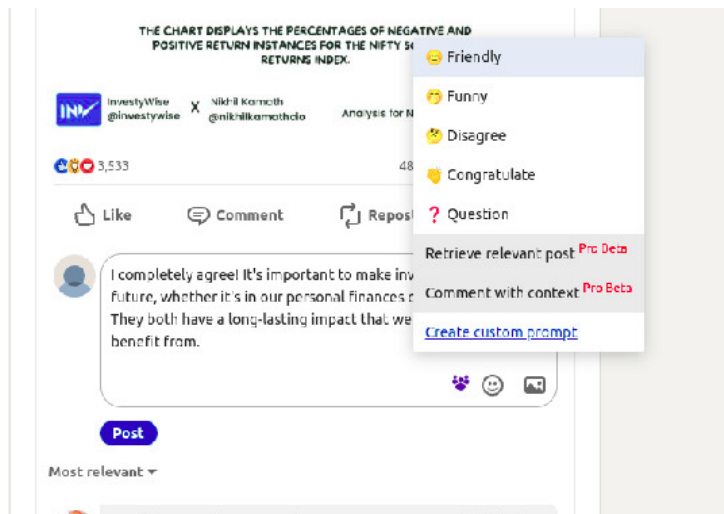 THE CHART DISPLAYS THE PERCENTAGES OF NEGATIVE AND
POSITIVE RETURN INSTANCES FOR THE NIFTY
RETURNS INDEX.
INV
InvestyWise
@investywise
X
Nikhil Kamath
@nikhilkamathcio
Analysis for
3,533
48
Like
Comment
Repost
I completely agree! It's important to make
future, whether it's in our personal finances
They both have a long-lasting impact that we
benefit from.
Post
Most relevant
Friendly
Funny
Disagree
Congratulate
Question
Retrieve relevant post Pro Beta
Comment with context Pro Beta
Create custom prompt